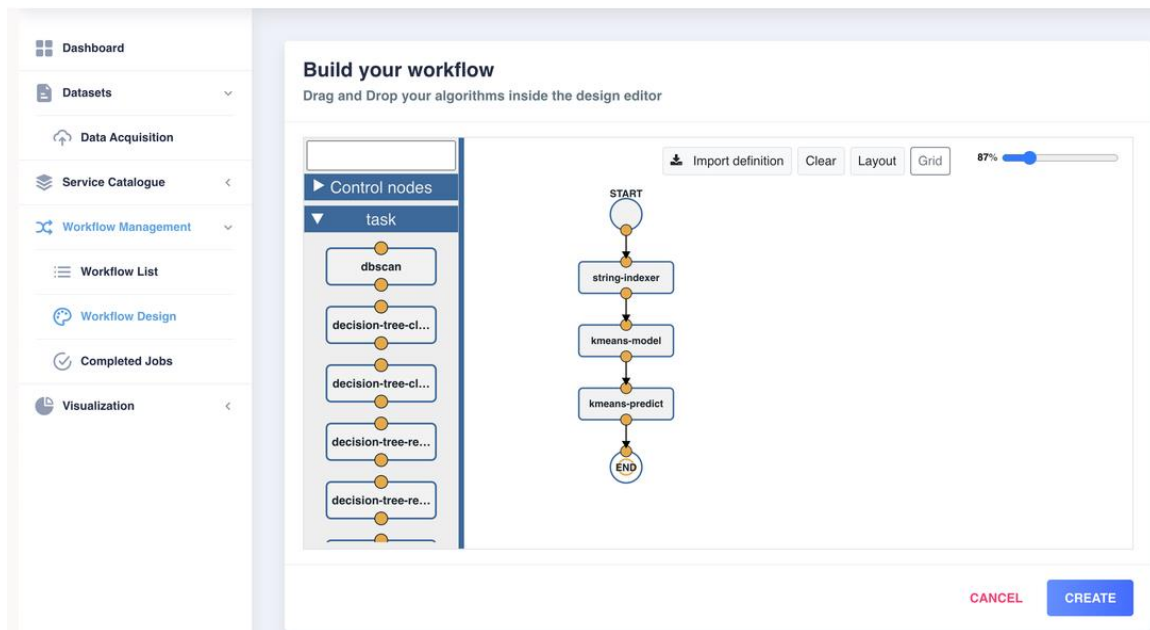 Dashboard
Datasets
Data Acquisition
Service Catalogue
Workflow Management
Workflow List
Workflow Design
Completed Jobs
Visualization
Build your workflow
Drag and Drop your algorithms inside the design editor
Control nodes
task
dbscan
decision-tree-cl...
decision-tree-cl...
decision-tree-re...
decision-tree-re...
Import definition Clear Layout Grid 87%
START
string-indexer
kmeans-model
kmeans-predict
END
CANCEL CREATE